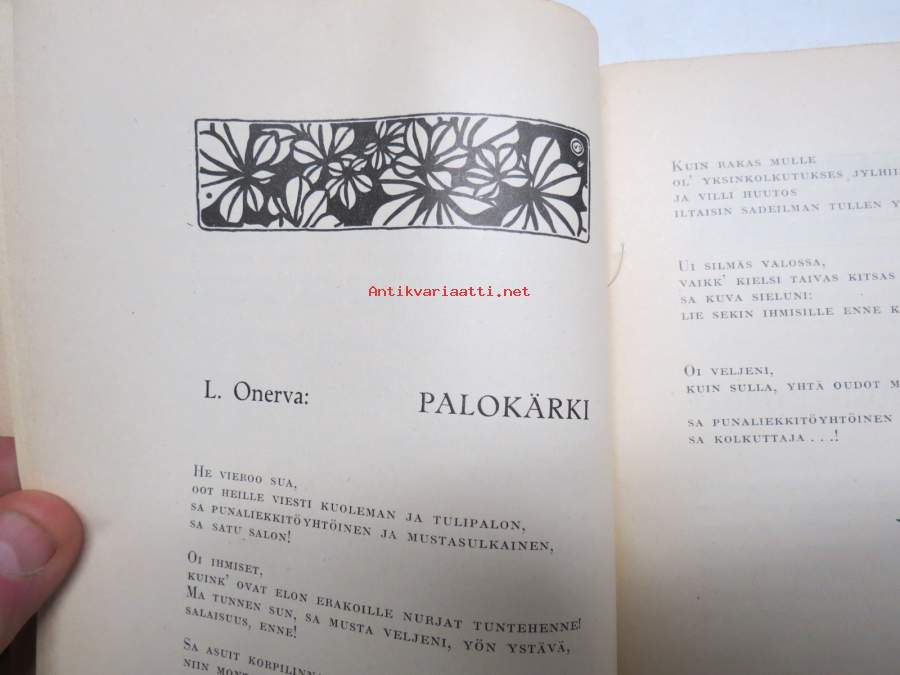 Antikvariaatti.net
L. Onerva:
PALOKÄRKI
He vieroo sua,
oot heille viesti kuoleman ja tulipalon,
sa punaliekkitöyhtöinen ja mustasulkainen,
sa satu salon!
Oi ihmiset,
kuink' ovat elon erakoille nurjat tuntehenne!
Ma tunnen sun, sa musta veljeni, yön ystävä,
salaisuus, enne!
Sa asuit
niin
Kuin rakas mulle
ol' yksinkolkutukses
ja villi huutos
iltaisin sadeilman tullen
Ui silmäs valossa,
vaikk' kielsi taivas kitsas
sa kuva sieluni:
lie sekin ihmisille enne
Oi veljeni,
kuin sulla, yhtä oudot
sa punaliekkitöyhtöinen
sa kolkuttaja . . .!